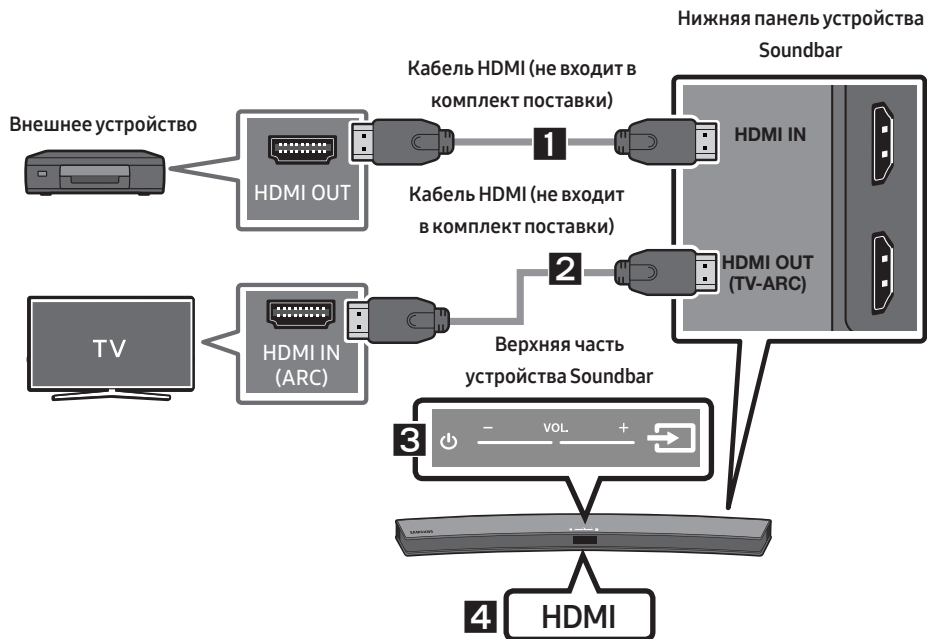 Нижняя панель устройства
Soundbar
Кабель HDMI (не входит в
комплект поставки)
Внешнее устройство
HDMI OUT
1
HDMI IN
Кабель HDMI (не входит
в комплект поставки)
2
HDMI OUT
(TV-ARC)
TV
HDMI IN
(ARC)
Верхняя часть
устройства Soundbar
3
- VOL. +
SAMSUNG
4
HDMI